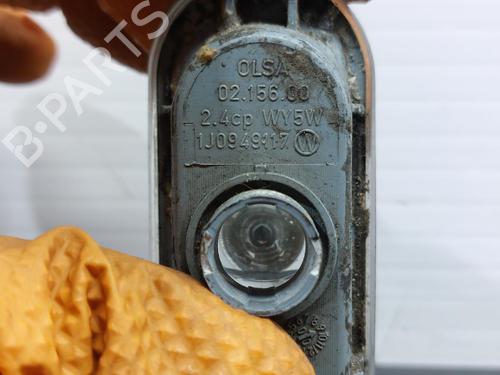 OLSA
02.156.00
2.4cp WY5W
1J0949117
B-PARTS